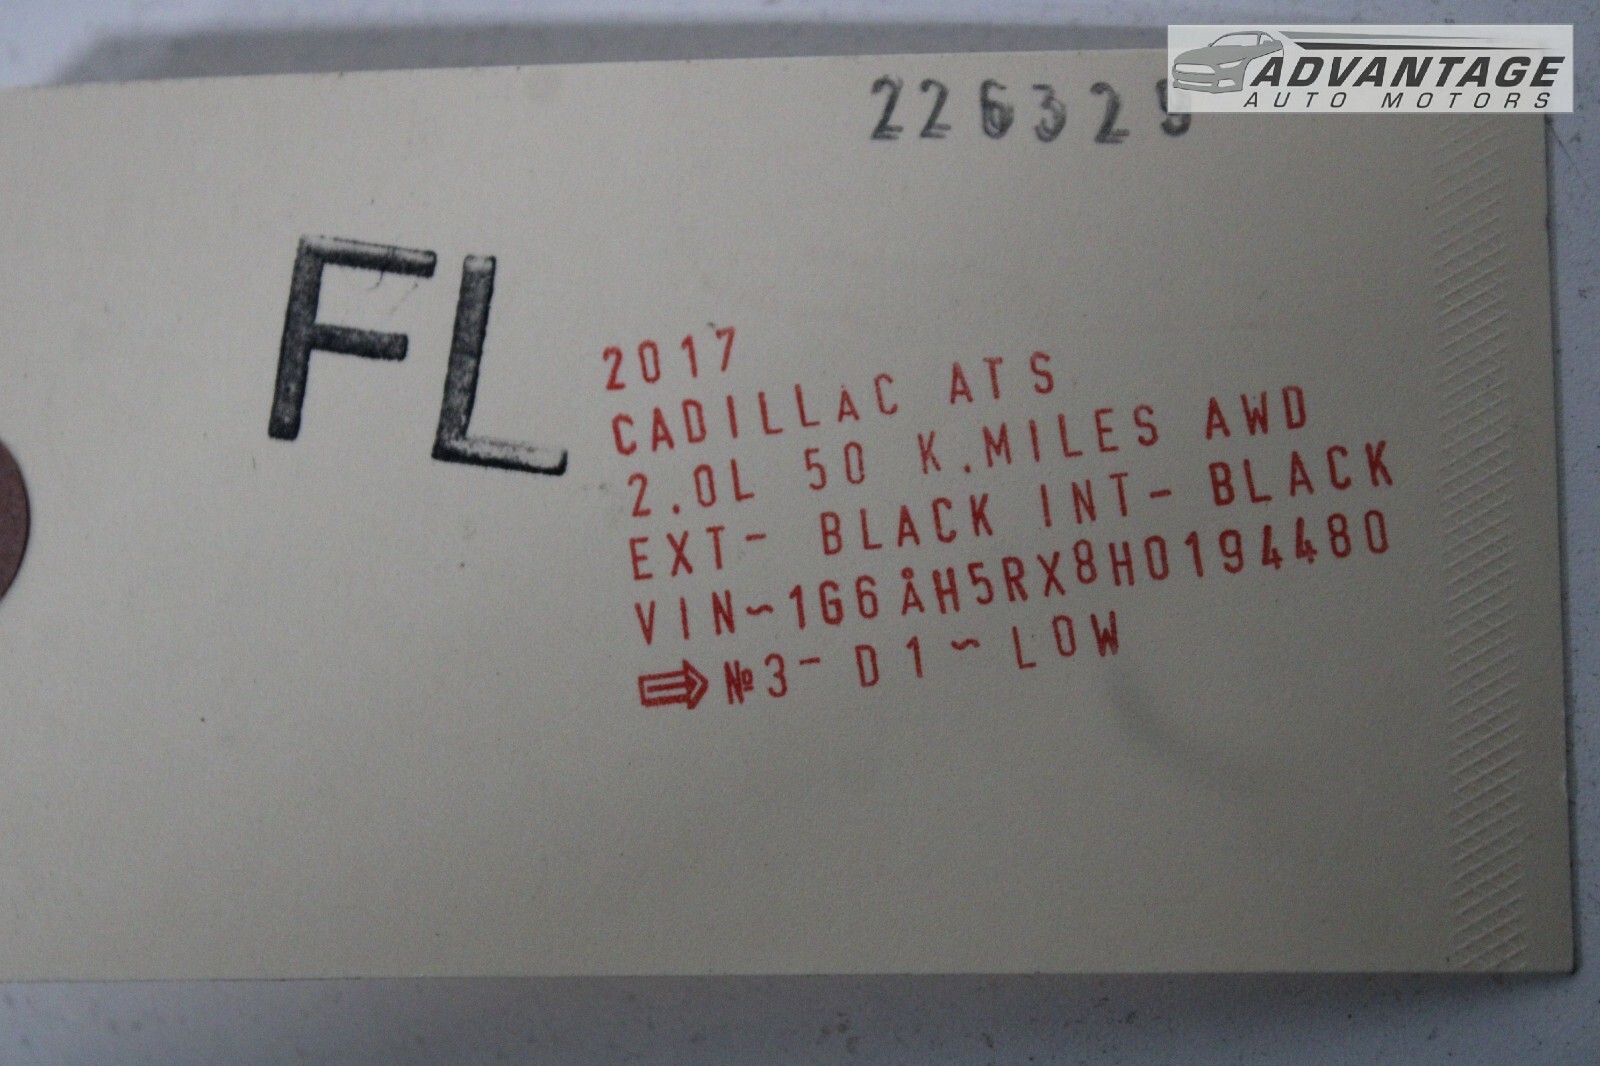 ADVANTAGE
AUTO MOTORS
22632
FL
2017
CADILLAC ATS
2.0L 50 K.MILES AWD
EXT- BLACK INT- BLACK
VIN~1G6ÅH5RX8H0194480
⇨ №3- D1~LOW